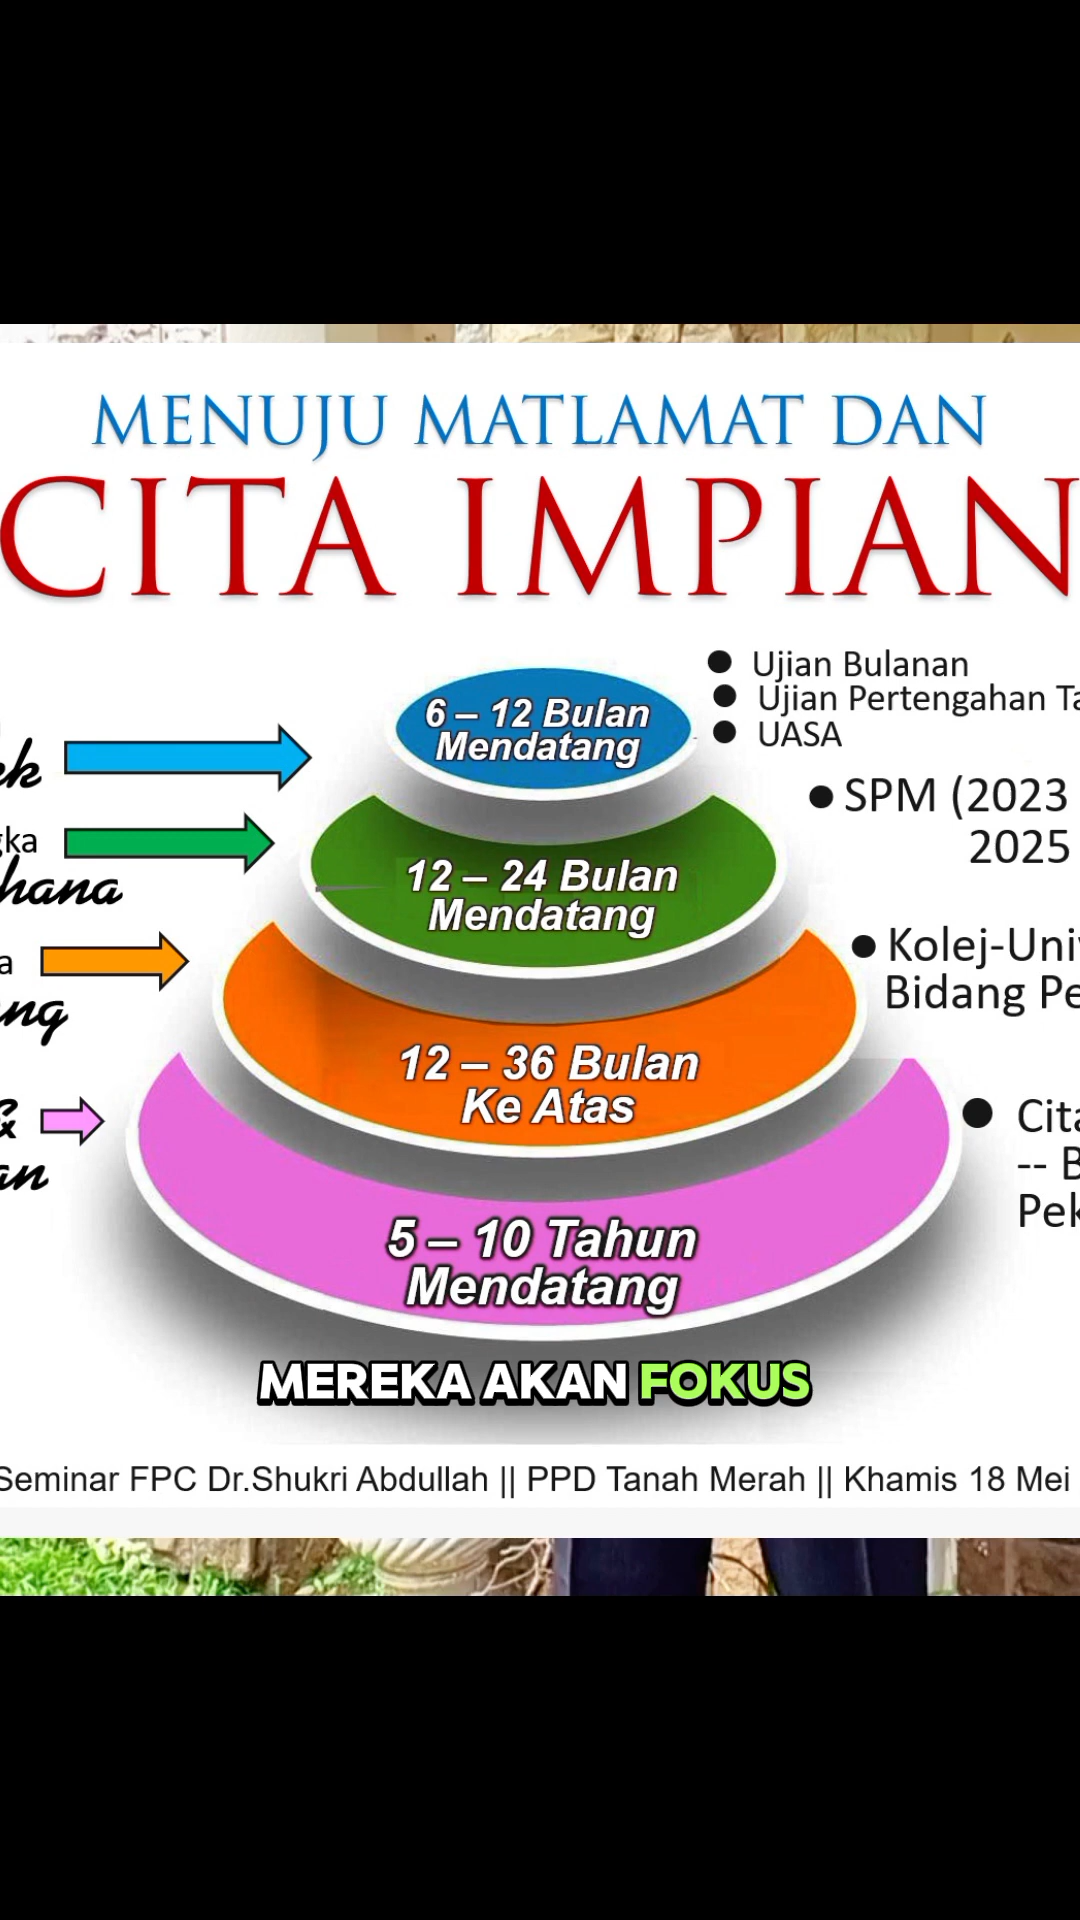 MENUJU MATLAMAT DAN
CITA IMPIAN
6 – 12 Bulan
Mendatang
● Ujian Bulanan
● Ujian Pertengahan
● UASA
12 – 24 Bulan
Mendatang
● SPM (2023
2025
12 – 36 Bulan
Ke Atas
● Kolej-
Bidang
&
5 – 10 Tahun
Mendatang
●
--
MEREKA AKAN FOKUS
Seminar FPC Dr.Shukri Abdullah || PPD Tanah Merah || Khamis 18 Mei